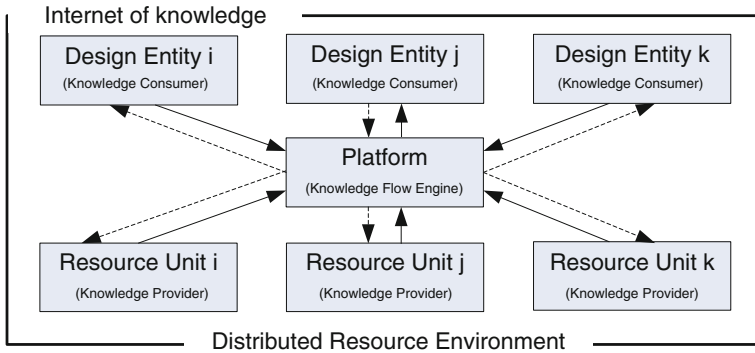 Internet of knowledge
Design Entity i
(Knowledge Consumer)
Design Entity j
(Knowledge Consumer)
Design Entity k
(Knowledge Consumer)
Platform
(Knowledge Flow Engine)
Resource Unit i
(Knowledge Provider)
Resource Unit j
(Knowledge Provider)
Resource Unit k
(Knowledge Provider)
Distributed Resource Environment